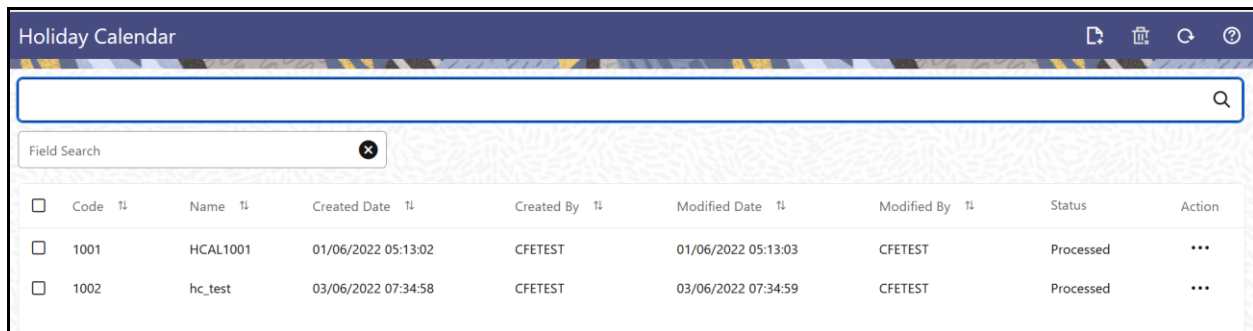 Holiday Calendar
Field Search
Code Name Created Date Created By Modified Date Modified By Status Action
1001 HCAL1001 01/06/2022 05:13:02 CFETEST 01/06/2022 05:13:03 CFETEST Processed
1002 hc_test 03/06/2022 07:34:58 CFETEST 03/06/2022 07:34:59 CFETEST Processed